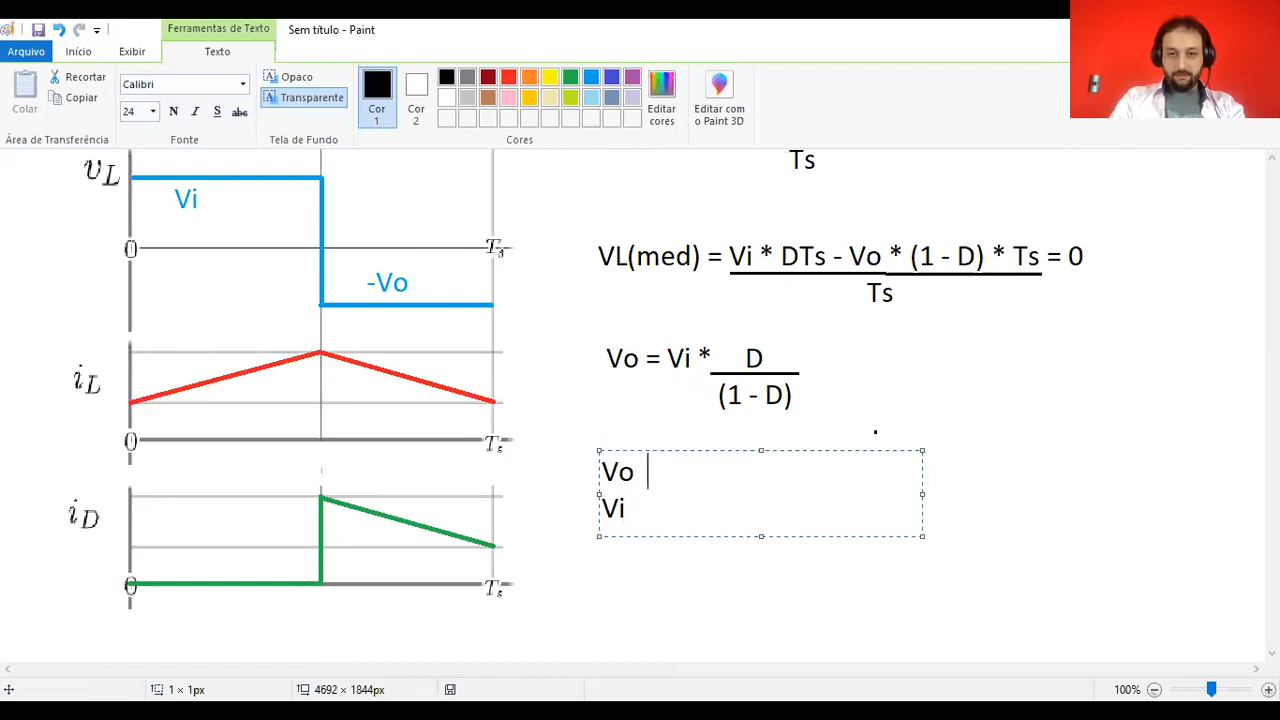 Ferramentas de Texto
Sem título - Paint
Arquivo
Início
Exibir
Texto
Colar
Recortar
Copiar
Área de Transferência
Calibri
24
N I S abc
Fonte
Opaco
Transparente
Tela de Fundo
Cor 1
Cor 2
Editar cores
Cores
Editar com o Paint 3D
vL
Vi
0
Ts
-Vo
iL
0
Ts
iD
0
Ts
Ts
VL(med) = Vi * DTs - Vo * (1 - D) * Ts = 0
Ts
Vo = Vi * D
(1 - D)
.
Vo
Vi
1 × 1px
4692 × 1844px
100%